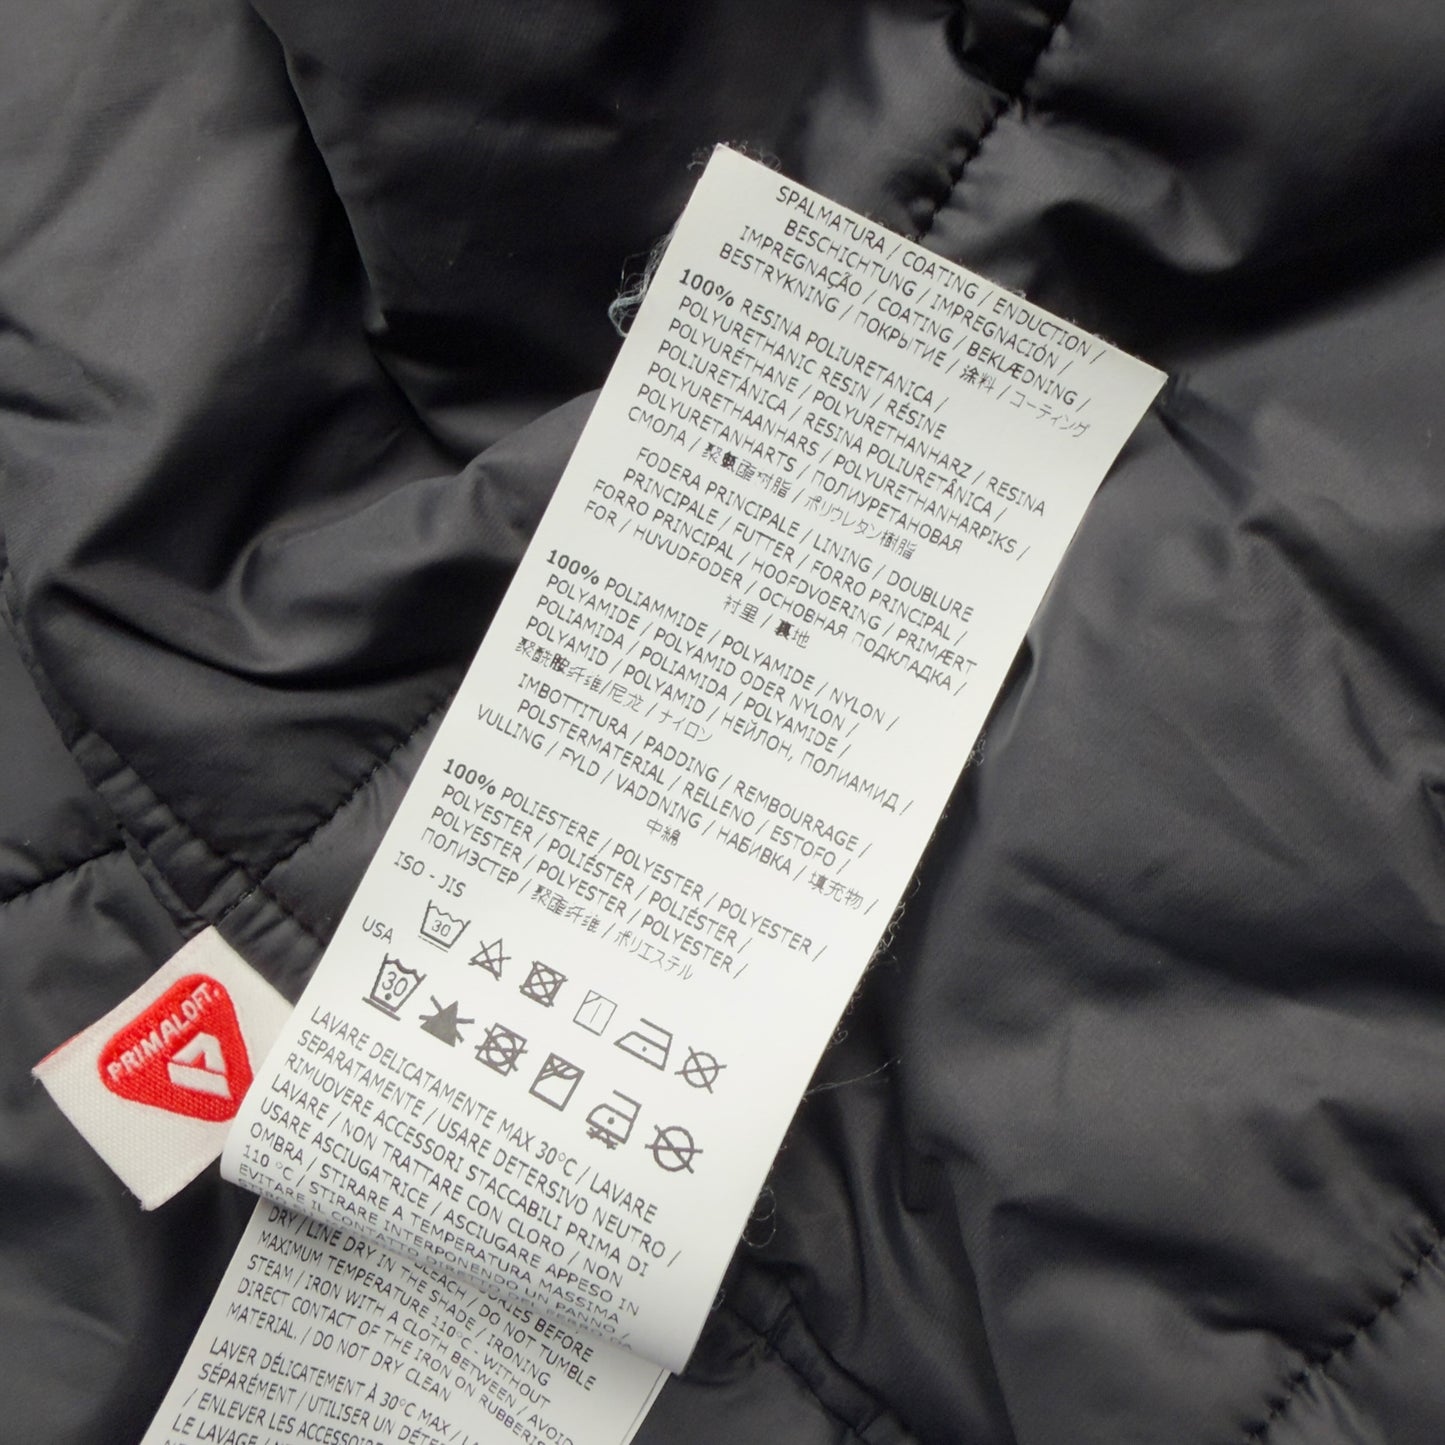 SPALMATURA / COATING / ENDUCTION /
BESCHICHTUNG / IMPREGNACIÓN /
IMPREGNAÇÃO / COATING / BEKLÆDNING /
BESTRYKNING / ПОКРЫТИЕ / 涂料 / コーティング
100% RESINA POLIURETANICA /
POLYURETHANIC RESIN / RÉSINE
POLYURÉTHANE / POLYURETHANHARZ / RESINA
POLIURETÁNICA / RESINA POLIURETÂNICA /
POLYURETHAANHARS / POLYURETHANHARPIKS /
POLYURETANHARTS / ПОЛИУРЕТАНОВАЯ
СМОЛА / 聚氨酯树脂 / ポリウレタン樹脂
FODERA PRINCIPALE / LINING / DOUBLURE
PRINCIPALE / FUTTER / FORRO PRINCIPAL /
FORRO PRINCIPAL / HOOFDVOERING / PRIMÆRT
FOR / HUVUDFODER / ОСНОВНАЯ ПОДКЛАДКА /
衬里 / 裏地
100% POLIAMMIDE / POLYAMIDE / NYLON /
POLYAMIDE / POLYAMID ODER NYLON /
POLIAMIDA / POLIAMIDA / POLYAMIDE /
POLYAMID / POLYAMID / НЕЙЛОН, ПОЛИАМИД /
聚酰胺纤维/尼龙 / ナイロン
IMBOTTITURA / PADDING / REMBOURRAGE /
POLSTERMATERIAL / RELLENO / ESTOFO /
VULLING / FYLD / VADDNING / НАБИВКА / 填充物 /
中綿
100% POLIESTERE / POLYESTER / POLYESTER /
POLYESTER / POLIÉSTER / POLIÉSTER /
POLYESTER / POLYESTER / POLYESTER /
ПОЛИЭСТЕР / 聚酯纤维 / ポリエステル
ISO - JIS
30
USA
30
LAVARE DELICATAMENTE MAX 30°C / LAVARE
SEPARATAMENTE / USARE DETERSIVO NEUTRO /
RIMUOVERE ACCESSORI STACCABILI PRIMA DI
LAVARE / NON TRATTARE CON CLORO / NON
USARE ASCIUGATRICE / ASCIUGARE APPESO IN
OMBRA / STIRARE A TEMPERATURA MASSIMA
110 °C / STIRARE INTERPONENDO UN PANNO /
EVITARE IL CONTATTO DIRETTO DEL FERRO DA
PRIMALOFT
DRY / LINE DRY IN THE SHADE / IRONING
MAXIMUM TEMPERATURE 110°C. WITHOUT
STEAM / IRON WITH A CLOTH BETWEEN / AVOID
DIRECT CONTACT OF THE IRON ON RUBBERIS
MATERIAL. / DO NOT DRY CLEAN
LAVER DÉLICATEMENT À 30°C MAX /
SÉPARÉMENT / UTILISER UN
/ ENLEVER LES
LE LAVAGE /